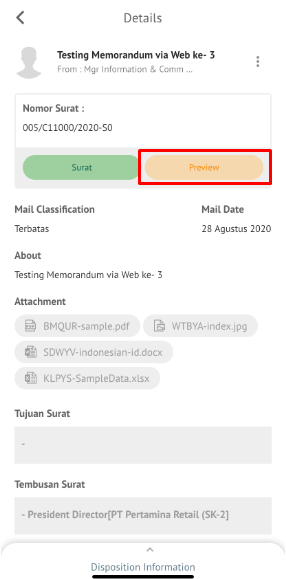 Details
Testing Memorandum via Web ke- 3
From : Mgr Information & Comm ...
Nomor Surat :
005/C11000/2020-S0
Surat
Preview
Mail Classification
Mail Date
Terbatas
28 Agustus 2020
About
Testing Memorandum via Web ke- 3
Attachment
BMQUR-sample.pdf
WTBYA-index.jpg
SDWYV-indonesian-id.docx
KLPYS-SampleData.xlsx
Tujuan Surat
-
Tembusan Surat
- President Director[PT Pertamina Retail (SK-2]
Disposition Information